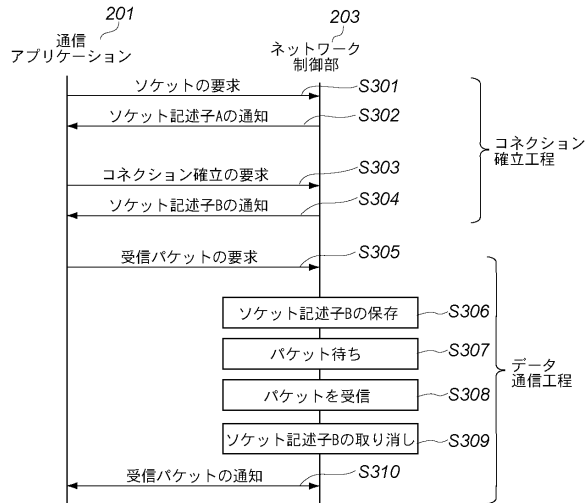 201
通信
アプリケーション
203
ネットワーク
制御部
ソケットの要求
S301
ソケット記述子Aの通知
S302
コネクション確立の要求
S303
ソケット記述子Bの通知
S304
コネクション
確立工程
受信パケットの要求
S305
ソケット記述子Bの保存
S306
パケット待ち
S307
パケットを受信
S308
ソケット記述子Bの取り消し
S309
受信パケットの通知
S310
データ
通信工程